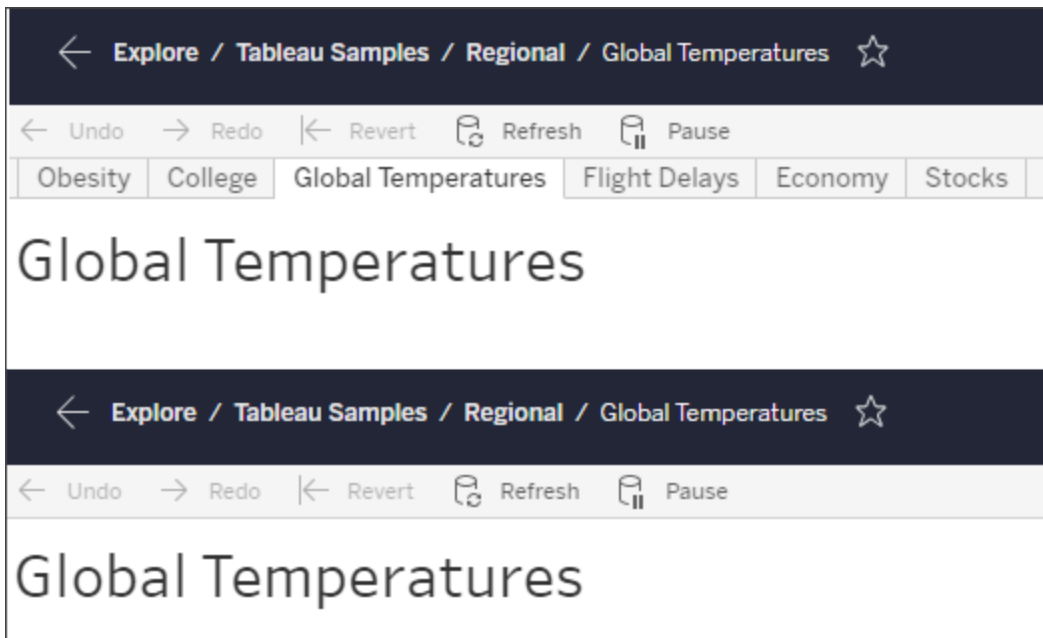 Explore / Tableau Samples / Regional / Global Temperatures
Undo Redo Revert Refresh Pause
Obesity College Global Temperatures Flight Delays Economy Stocks
Global Temperatures
Explore / Tableau Samples / Regional / Global Temperatures
Undo Redo Revert Refresh Pause
Global Temperatures